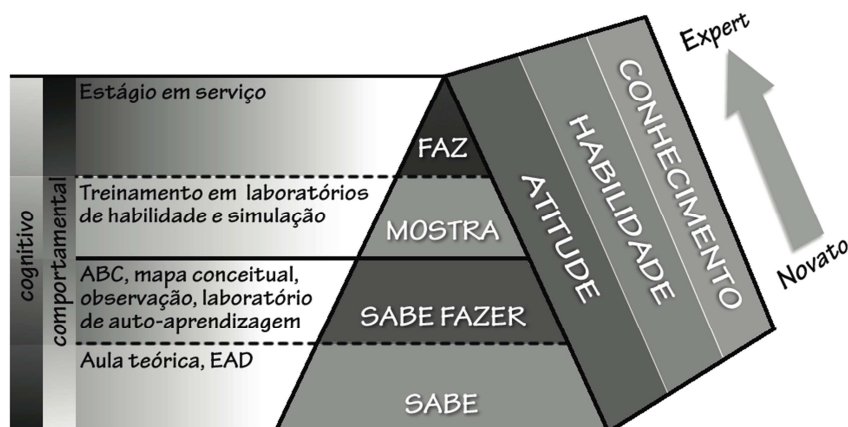 Estágio em serviço
Treinamento em laboratórios
de habilidade e simulação
ABC, mapa conceitual,
observação, laboratório
de auto-aprendizagem
Aula teórica, EAD
cognitivo
comportamental
FAZ
MOSTRA
SABE FAZER
SABE
ATITUDE
HABILIDADE
CONHECIMENTO
Expert
Novato